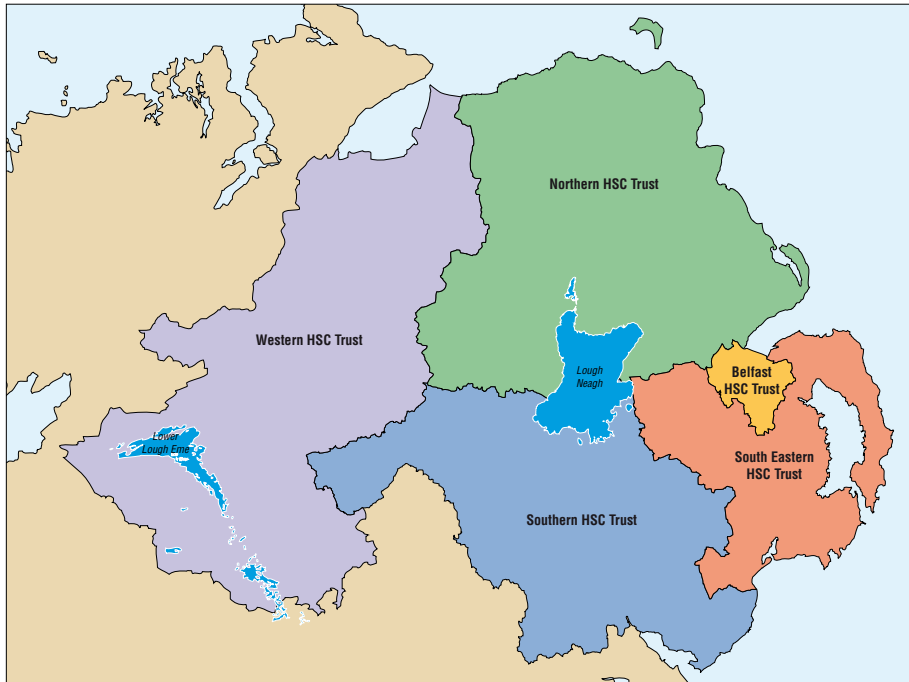 Northern HSC Trust
Western HSC Trust
Lough
Neagh
Belfast
HSC Trust
Lower
Lough Eme
South Eastern
HSC Trust
Southern HSC Trust